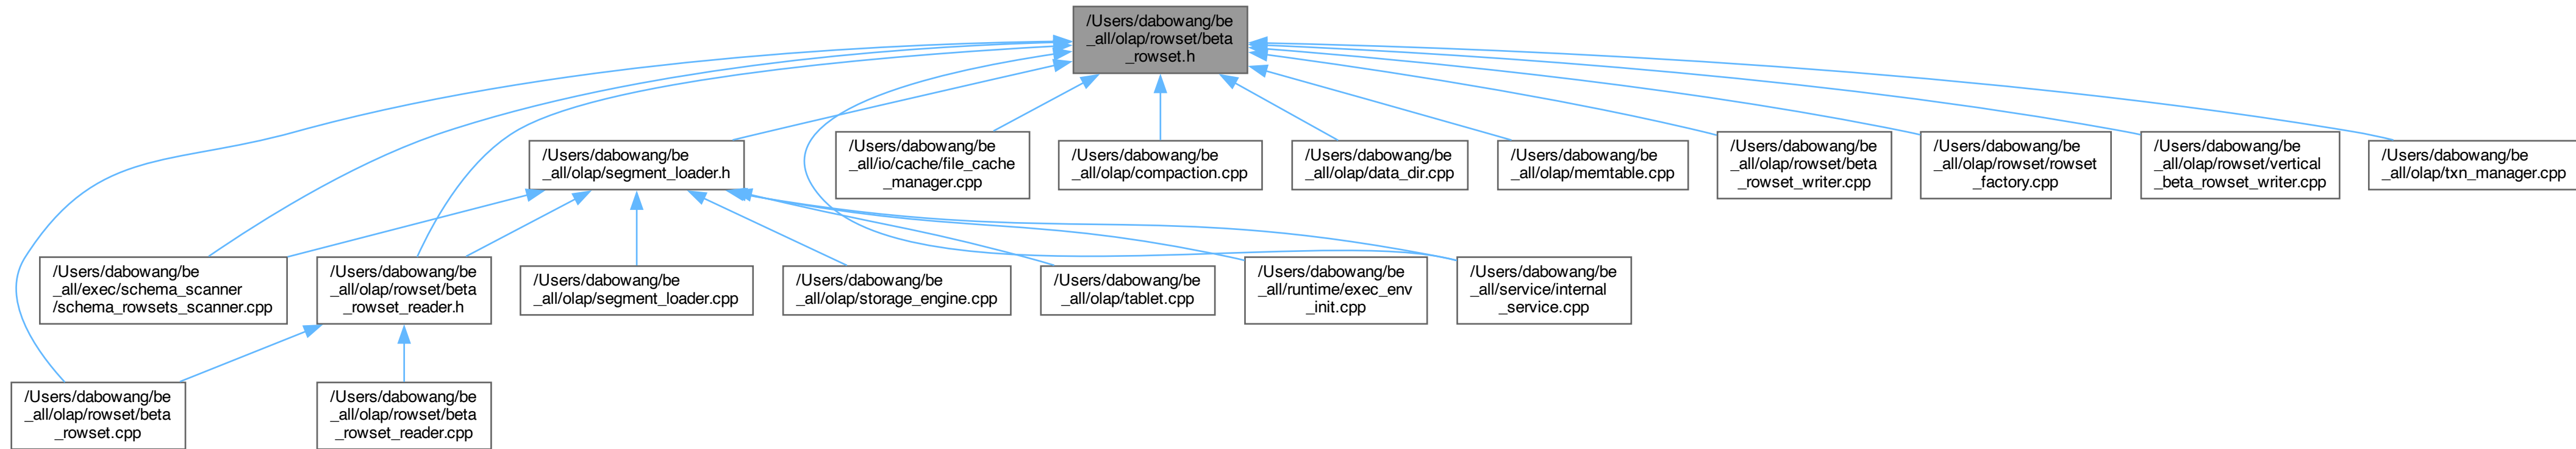 /Users/dabowang/be
_all/olap/rowset/beta
_rowset.h
/Users/dabowang/be
_all/olap/segment_loader.h
/Users/dabowang/be
_all/io/cache/file_cache
_manager.cpp
/Users/dabowang/be
_all/olap/compaction.cpp
/Users/dabowang/be
_all/olap/data_dir.cpp
/Users/dabowang/be
_all/olap/memtable.cpp
/Users/dabowang/be
_all/olap/rowset/beta
_rowset_writer.cpp
/Users/dabowang/be
_all/olap/rowset/rowset
_factory.cpp
/Users/dabowang/be
_all/olap/rowset/vertical
_beta_rowset_writer.cpp
/Users/dabowang/be
_all/olap/txn_manager.cpp
/Users/dabowang/be
_all/exec/schema_scanner
/schema_rowsets_scanner.cpp
/Users/dabowang/be
_all/olap/rowset/beta
_rowset_reader.h
/Users/dabowang/be
_all/olap/segment_loader.cpp
/Users/dabowang/be
_all/olap/storage_engine.cpp
/Users/dabowang/be
_all/olap/tablet.cpp
/Users/dabowang/be
_all/runtime/exec_env
_init.cpp
/Users/dabowang/be
_all/service/internal
_service.cpp
/Users/dabowang/be
_all/olap/rowset/beta
_rowset.cpp
/Users/dabowang/be
_all/olap/rowset/beta
_rowset_reader.cpp